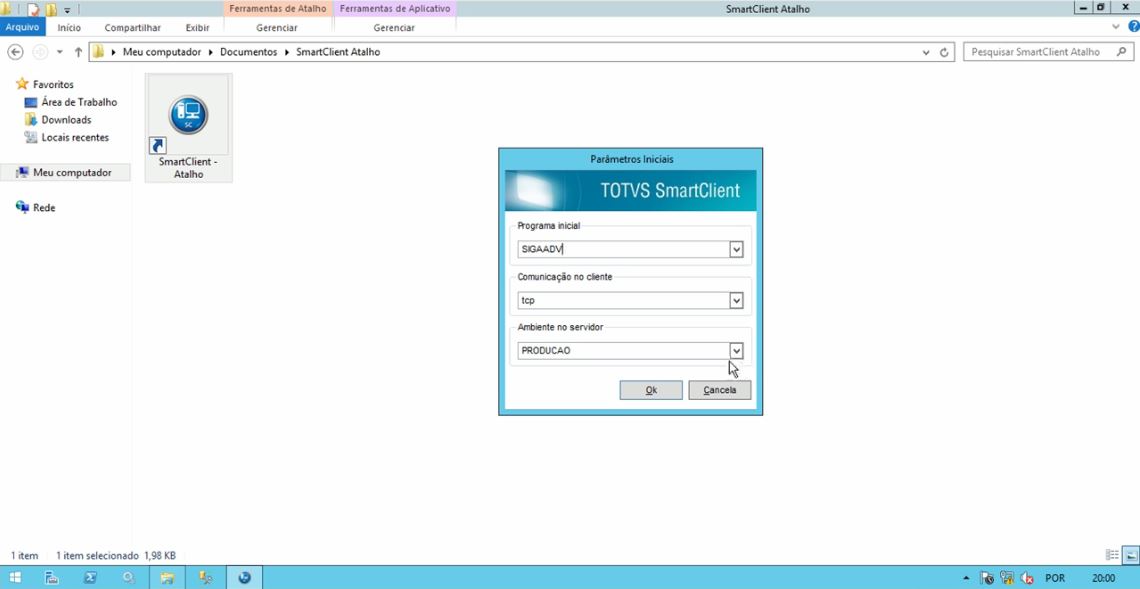 Ferramentas de Atalho
Ferramentas de Aplicativo
SmartClient Atalho
Arquivo
Início
Compartilhar
Exibir
Gerenciar
Gerenciar
Meu computador
Documentos
SmartClient Atalho
Pesquisar SmartClient Atalho
Favoritos
Área de Trabalho
Downloads
Locais recentes
Meu computador
Rede
SC
SmartClient -
Atalho
Parâmetros Iniciais
TOTVS SmartClient
Programa inicial
SIGAADV
Comunicação no cliente
tcp
Ambiente no servidor
PRODUCAO
Ok
Cancela
1 item
1 item selecionado 1,98 KB
POR
20:00